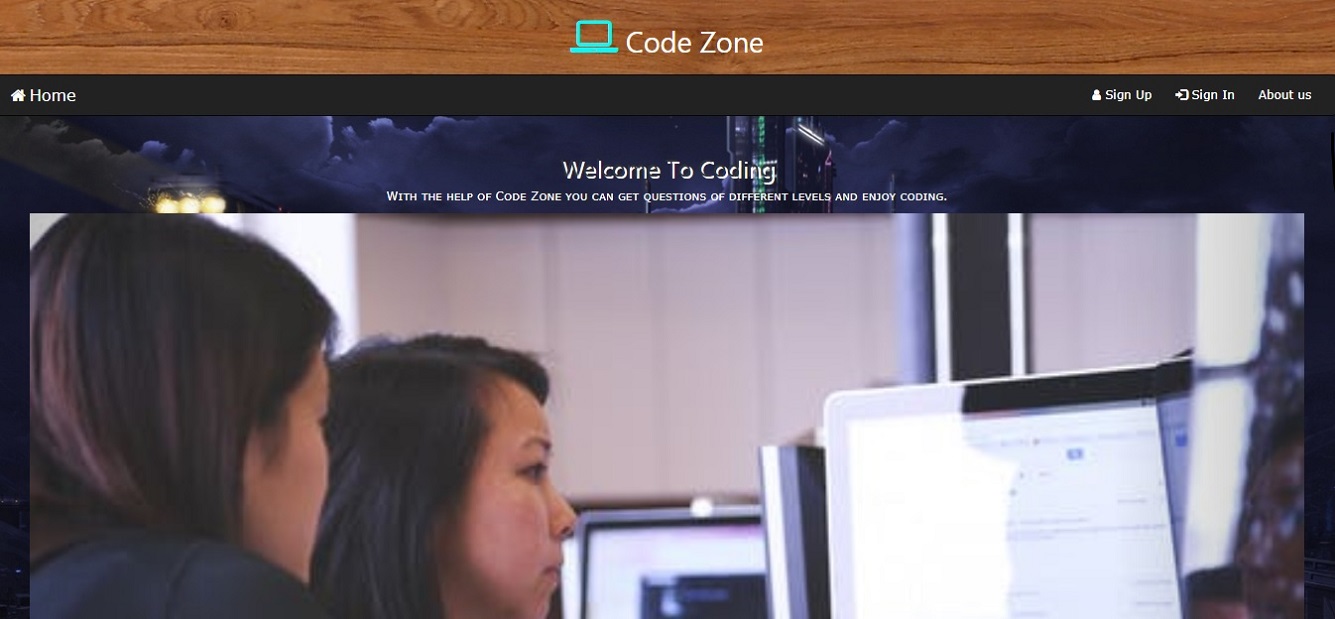 Code Zone
Home Sign Up Sign In About us
Welcome To Coding
With the help of Code Zone you can get questions of different levels and enjoy coding.